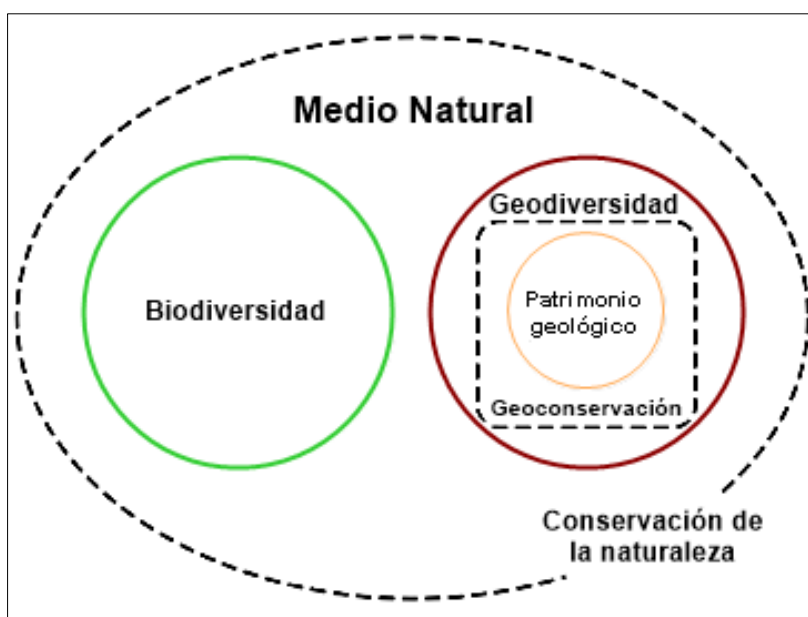 Medio Natural
Geodiversidad
Biodiversidad
Patrimonio
geológico
Geoconservación
Conservación de
la naturaleza